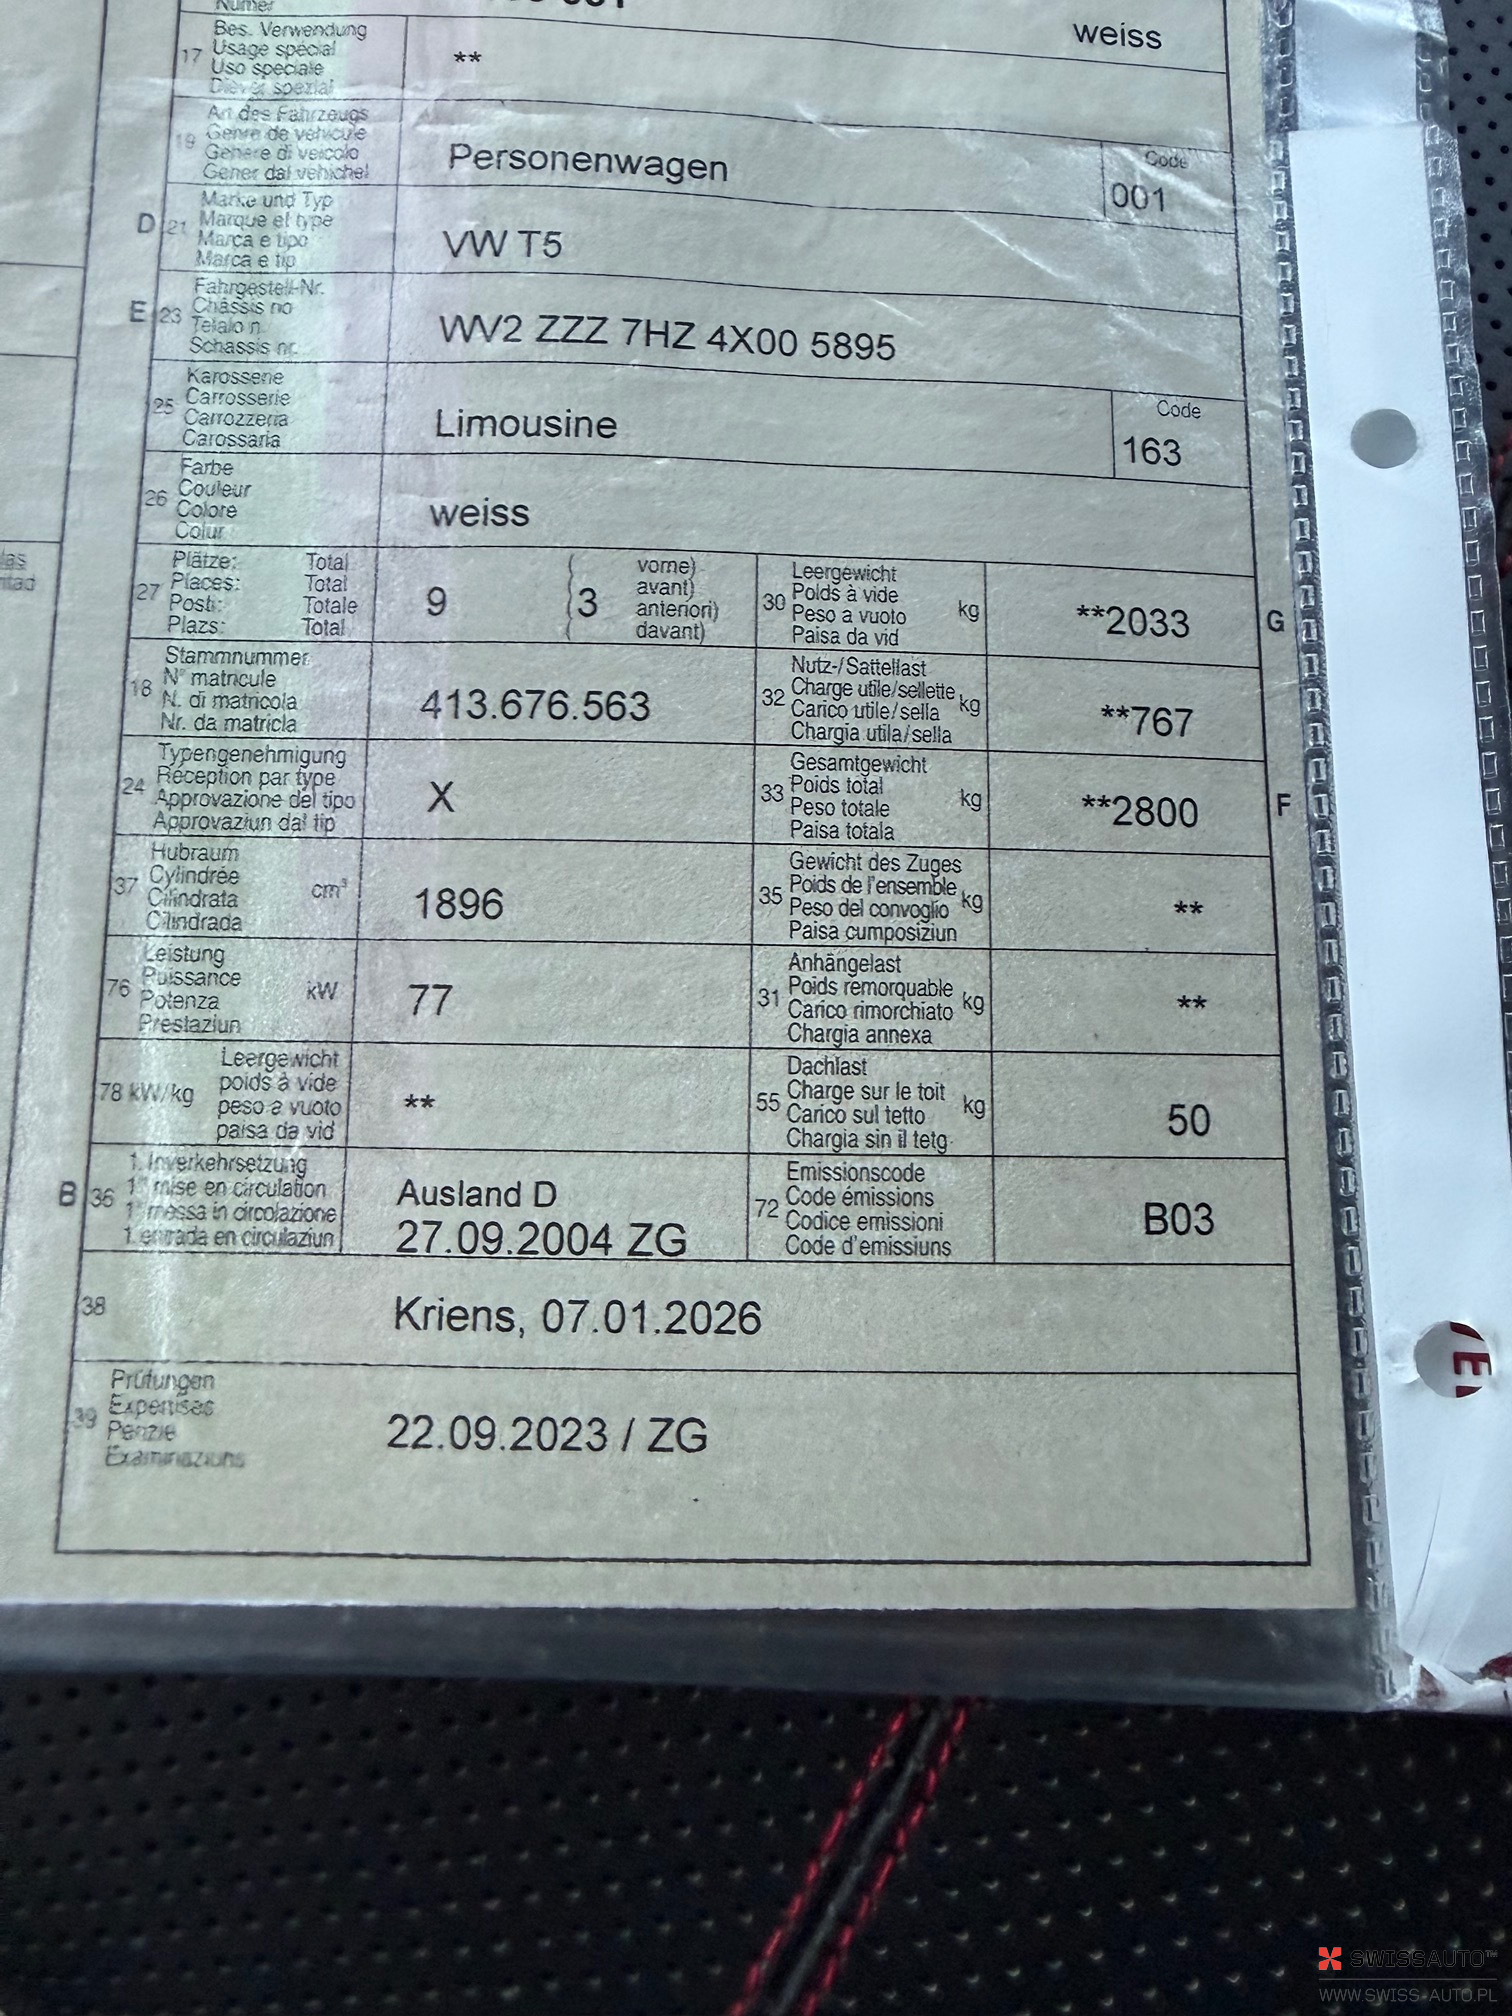 Numer
weiss
17
Bes. Verwendung
Usage spécial
Uso speciale
Diever spezial
**
19
Art des Fahrzeugs
Genre de véhicule
Genere di veicolo
Gener dal vehichel
Personenwagen
Code
001
D
21
Marke und Typ
Marque et type
Marca e tipo
Marca e tip
VW T5
E
23
Fahrgestell-Nr.
Châssis no
Telaio n.
Schassis nr.
WV2 ZZZ 7HZ 4X00 5895
25
Karosserie
Carrosserie
Carrozzeria
Carossaria
Limousine
Code
163
26
Farbe
Couleur
Colore
Colur
weiss
27
Plätze: Total
Places: Total
Posti: Totale
Plazs: Total
9
( 3
vorne)
avant)
anteriori)
davant)
30
Leergewicht
Poids à vide
Peso a vuoto
Paisa da vid
kg
**2033
G
18
Stammnummer
N° matricule
N. di matricola
Nr. da matricla
413.676.563
32
Nutz-/Sattellast
Charge utile/sellette
Carico utile/sella
Chargia utila/sella
kg
**767
24
Typengenehmigung
Réception par type
Approvazione del tipo
Approvaziun dal tip
X
33
Gesamtgewicht
Poids total
Peso totale
Paisa totala
kg
**2800
F
37
Hubraum
Cylindrée
Cilindrata
Cilindrada
cm³
1896
35
Gewicht des Zuges
Poids de l'ensemble
Peso del convoglio
Paisa cumposiziun
kg
**
76
Leistung
Puissance
Potenza
Prestaziun
kW
77
31
Anhängelast
Poids remorquable
Carico rimorchiato
Chargia annexa
kg
**
78 kW/kg
Leergewicht
poids à vide
peso a vuoto
paisa da vid
**
55
Dachlast
Charge sur le toit
Carico sul tetto
Chargia sin il tetg
kg
50
B
36
1. Inverkehrsetzung
1re mise en circulation
1a messa in circolazione
1. entrada en circulaziun
Ausland D
27.09.2004 ZG
72
Emissionscode
Code émissions
Codice emissioni
Code d'emissiuns
B03
38
Kriens, 07.01.2026
39
Prüfungen
Expertises
Perizie
Examinaziuns
22.09.2023 / ZG
SWISSAUTO™
WWW.SWISS-AUTO.PL